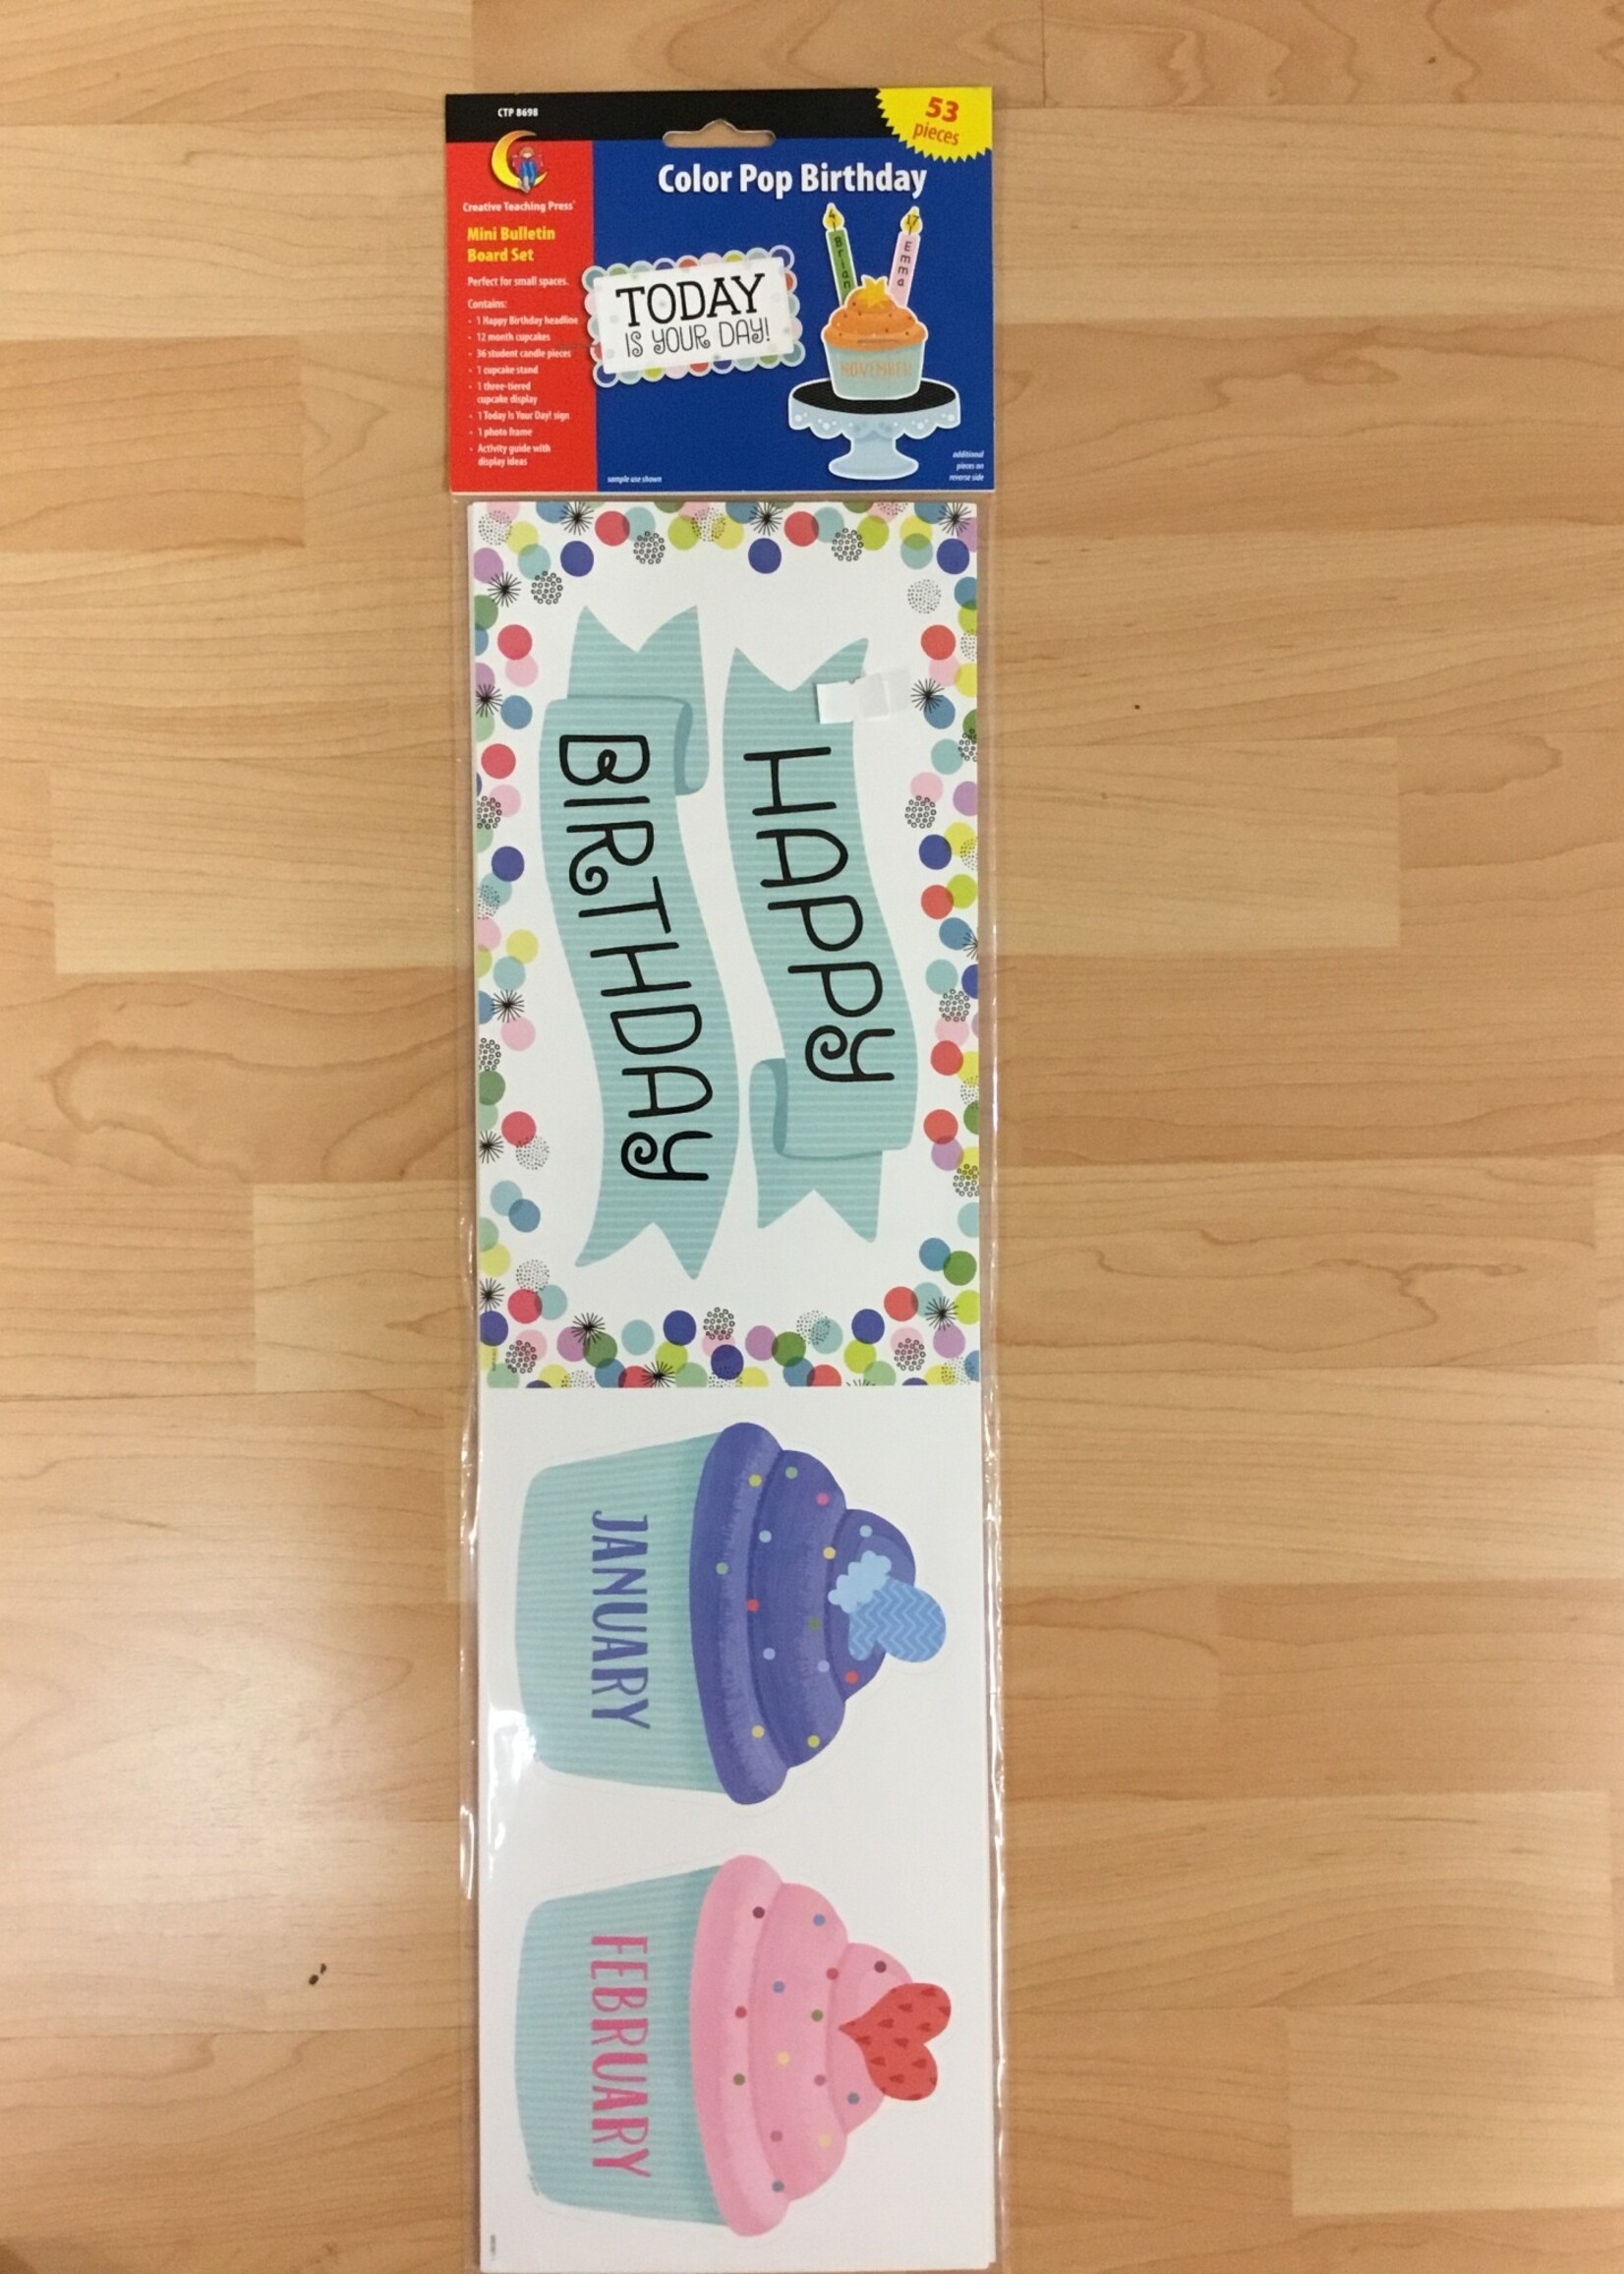 CTP 8698
53
pieces
Creative Teaching Press
Mini Bulletin
Board Set
Perfect for small spaces.
Contains:
• 1 Happy Birthday headline
• 12 month cupcakes
• 36 student candle pieces
• 1 cupcake stand
• 1 three-tiered
cupcake display
• 1 Today Is Your Day! sign
• 1 photo frame
• Activity guide with
display ideas
Color Pop Birthday
TODAY
IS YOUR DAY!
4
Brian
17
Emma
NOVEMBER
sample use shown
additional
pieces on
reverse side
HAPPY
BIRTHDAY
JANUARY
FEBRUARY